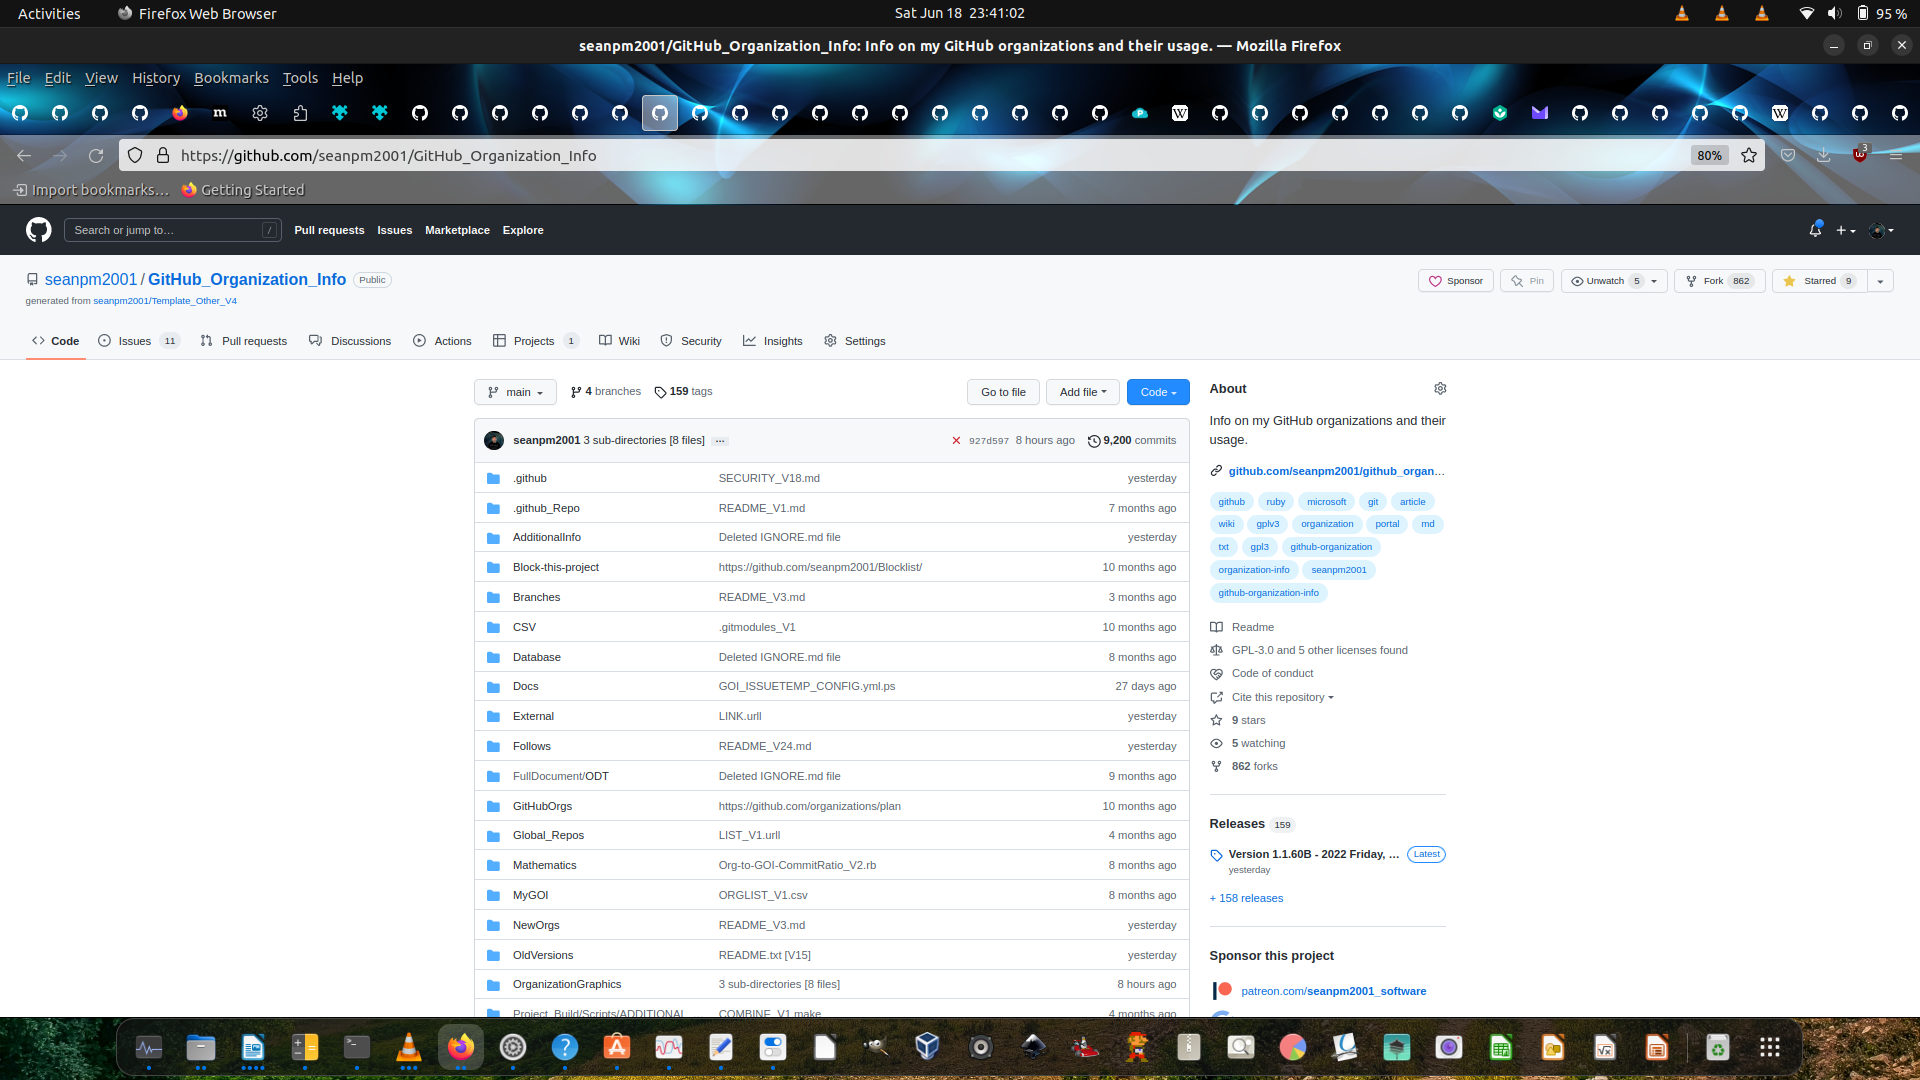 Activities Firefox Web Browser Sat Jun 18 23:41:02 95 %
seanpm2001/GitHub_Organization_Info: Info on my GitHub organizations and their usage. — Mozilla Firefox
File Edit View History Bookmarks Tools Help
https://github.com/seanpm2001/GitHub_Organization_Info 80% 3
Import bookmarks… Getting Started
Search or jump to… / Pull requests Issues Marketplace Explore
seanpm2001 / GitHub_Organization_Info Public Sponsor Pin Unwatch 5 Fork 862 Starred 9
generated from seanpm2001/Template_Other_V4
Code Issues 11 Pull requests Discussions Actions Projects 1 Wiki Security Insights Settings
main 4 branches 159 tags Go to file Add file Code
seanpm2001 3 sub-directories [8 files] ... 927d597 8 hours ago 9,200 commits
.github SECURITY_V18.md yesterday
.github_Repo README_V1.md 7 months ago
AdditionalInfo Deleted IGNORE.md file yesterday
Block-this-project https://github.com/seanpm2001/Blocklist/ 10 months ago
Branches README_V3.md 3 months ago
CSV .gitmodules_V1 10 months ago
Database Deleted IGNORE.md file 8 months ago
Docs GOI_ISSUETEMP_CONFIG.yml.ps 27 days ago
External LINK.urll yesterday
Follows README_V24.md yesterday
FullDocument/ODT Deleted IGNORE.md file 9 months ago
GitHubOrgs https://github.com/organizations/plan 10 months ago
Global_Repos LIST_V1.urll 4 months ago
Mathematics Org-to-GOI-CommitRatio_V2.rb 8 months ago
MyGOI ORGLIST_V1.csv 8 months ago
NewOrgs README_V3.md yesterday
OldVersions README.txt [V15] yesterday
OrganizationGraphics 3 sub-directories [8 files] 8 hours ago
Project_Build/Scripts/ADDITIONAL COMBINE_V1.make 4 months ago
About
Info on my GitHub organizations and their
usage.
github.com/seanpm2001/github_organ…
github ruby microsoft git article
wiki gplv3 organization portal md
txt gpl3 github-organization
organization-info seanpm2001
github-organization-info
Readme
GPL-3.0 and 5 other licenses found
Code of conduct
Cite this repository
9 stars
5 watching
862 forks
Releases 159
Version 1.1.60B - 2022 Friday, … Latest
yesterday
+ 158 releases
Sponsor this project
patreon.com/seanpm2001_software